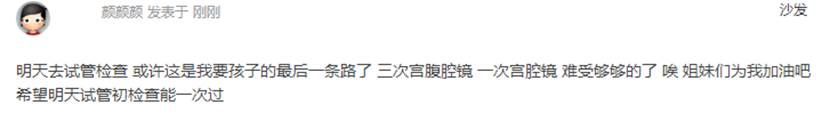 颜颜颜 发表于 刚刚
沙发
明天去试管检查 或许这是我要孩子的最后一条路了 三次宫腹腔镜 一次宫腔镜 难受够够的了 唉 姐妹们为我加油吧
希望明天试管初检查能一次过